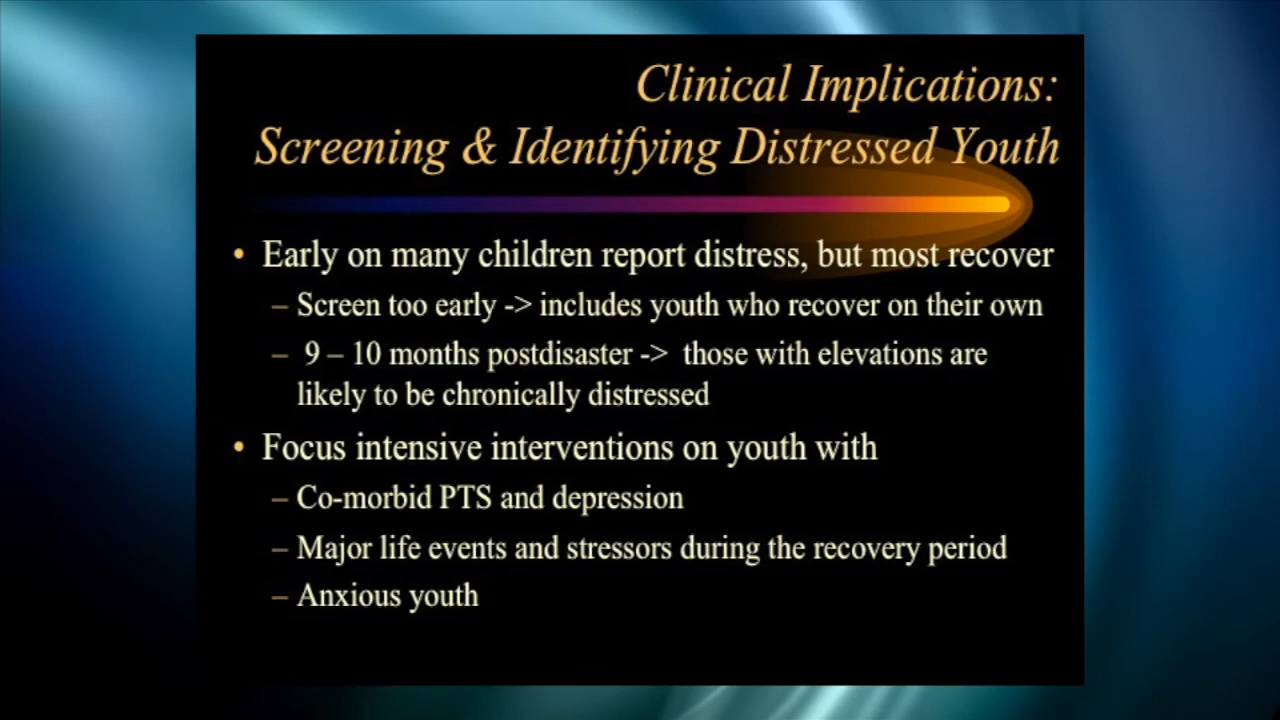 Clinical Implications:
Screening & Identifying Distressed Youth
• Early on many children report distress, but most recover
– Screen too early -> includes youth who recover on their own
– 9 – 10 months postdisaster -> those with elevations are
likely to be chronically distressed
• Focus intensive interventions on youth with
– Co-morbid PTS and depression
– Major life events and stressors during the recovery period
– Anxious youth